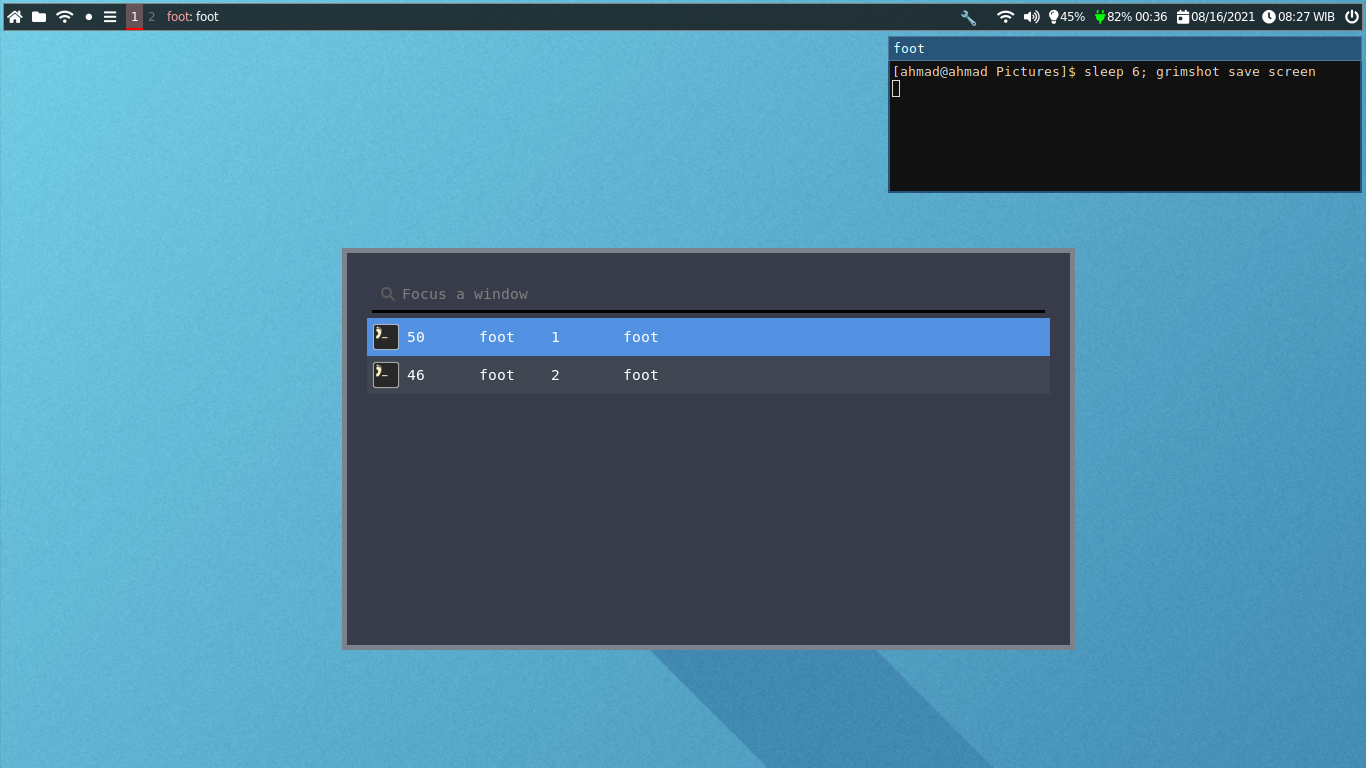 1 2 foot: foot 45% 82% 00:36 08/16/2021 08:27 WIB
foot
[ahmad@ahmad Pictures]$ sleep 6; grimshot save screen
Focus a window
50 foot 1 foot
46 foot 2 foot